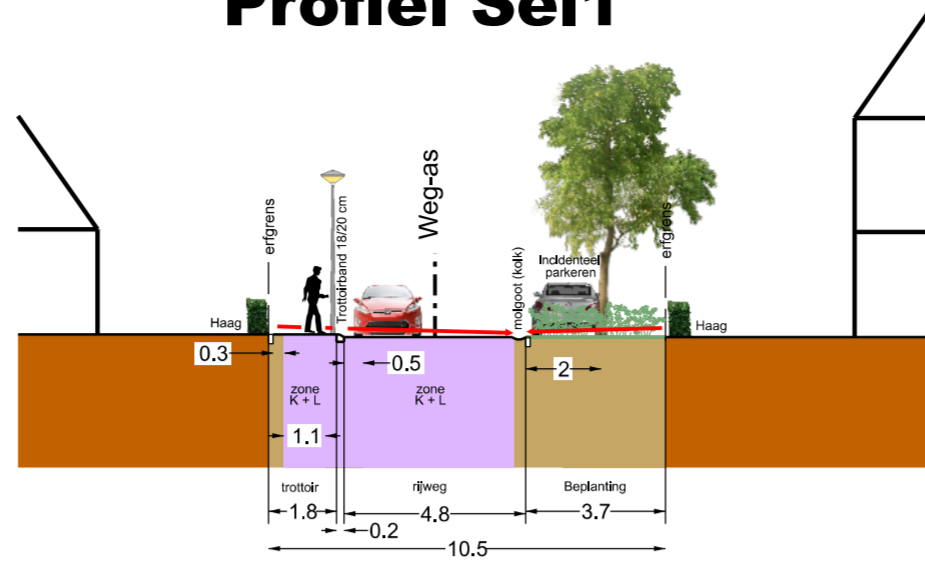 Profiel Sel1
erfgrens
Trottoirband 18/20 cm
Weg-as
molgoot (kolk)
Incidenteel
parkeren
erfgrens
Haag
Haag
0.3
0.5
2
zone
K + L
zone
K + L
1.1
trottoir
rijweg
Beplanting
1.8
4.8
3.7
0.2
10.5